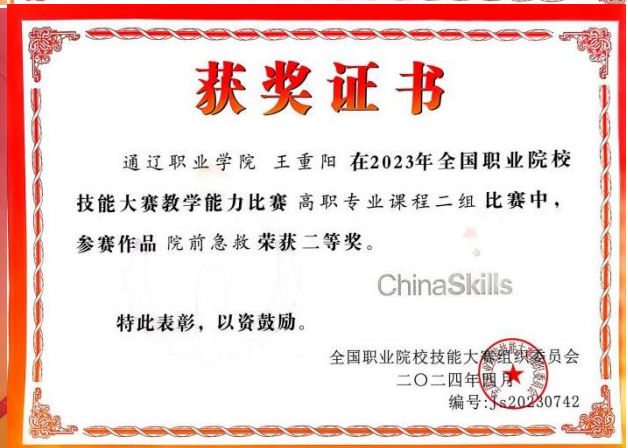 获奖证书
通辽职业学院 王重阳 在2023年全国职业院校
技能大赛教学能力比赛 高职专业课程二组 比赛中，
参赛作品 院前急救 荣获二等奖。
ChinaSkills
特此表彰，以资鼓励。
全国职业院校技能大赛组织委员会
二〇二四年四月
编号:js20230742